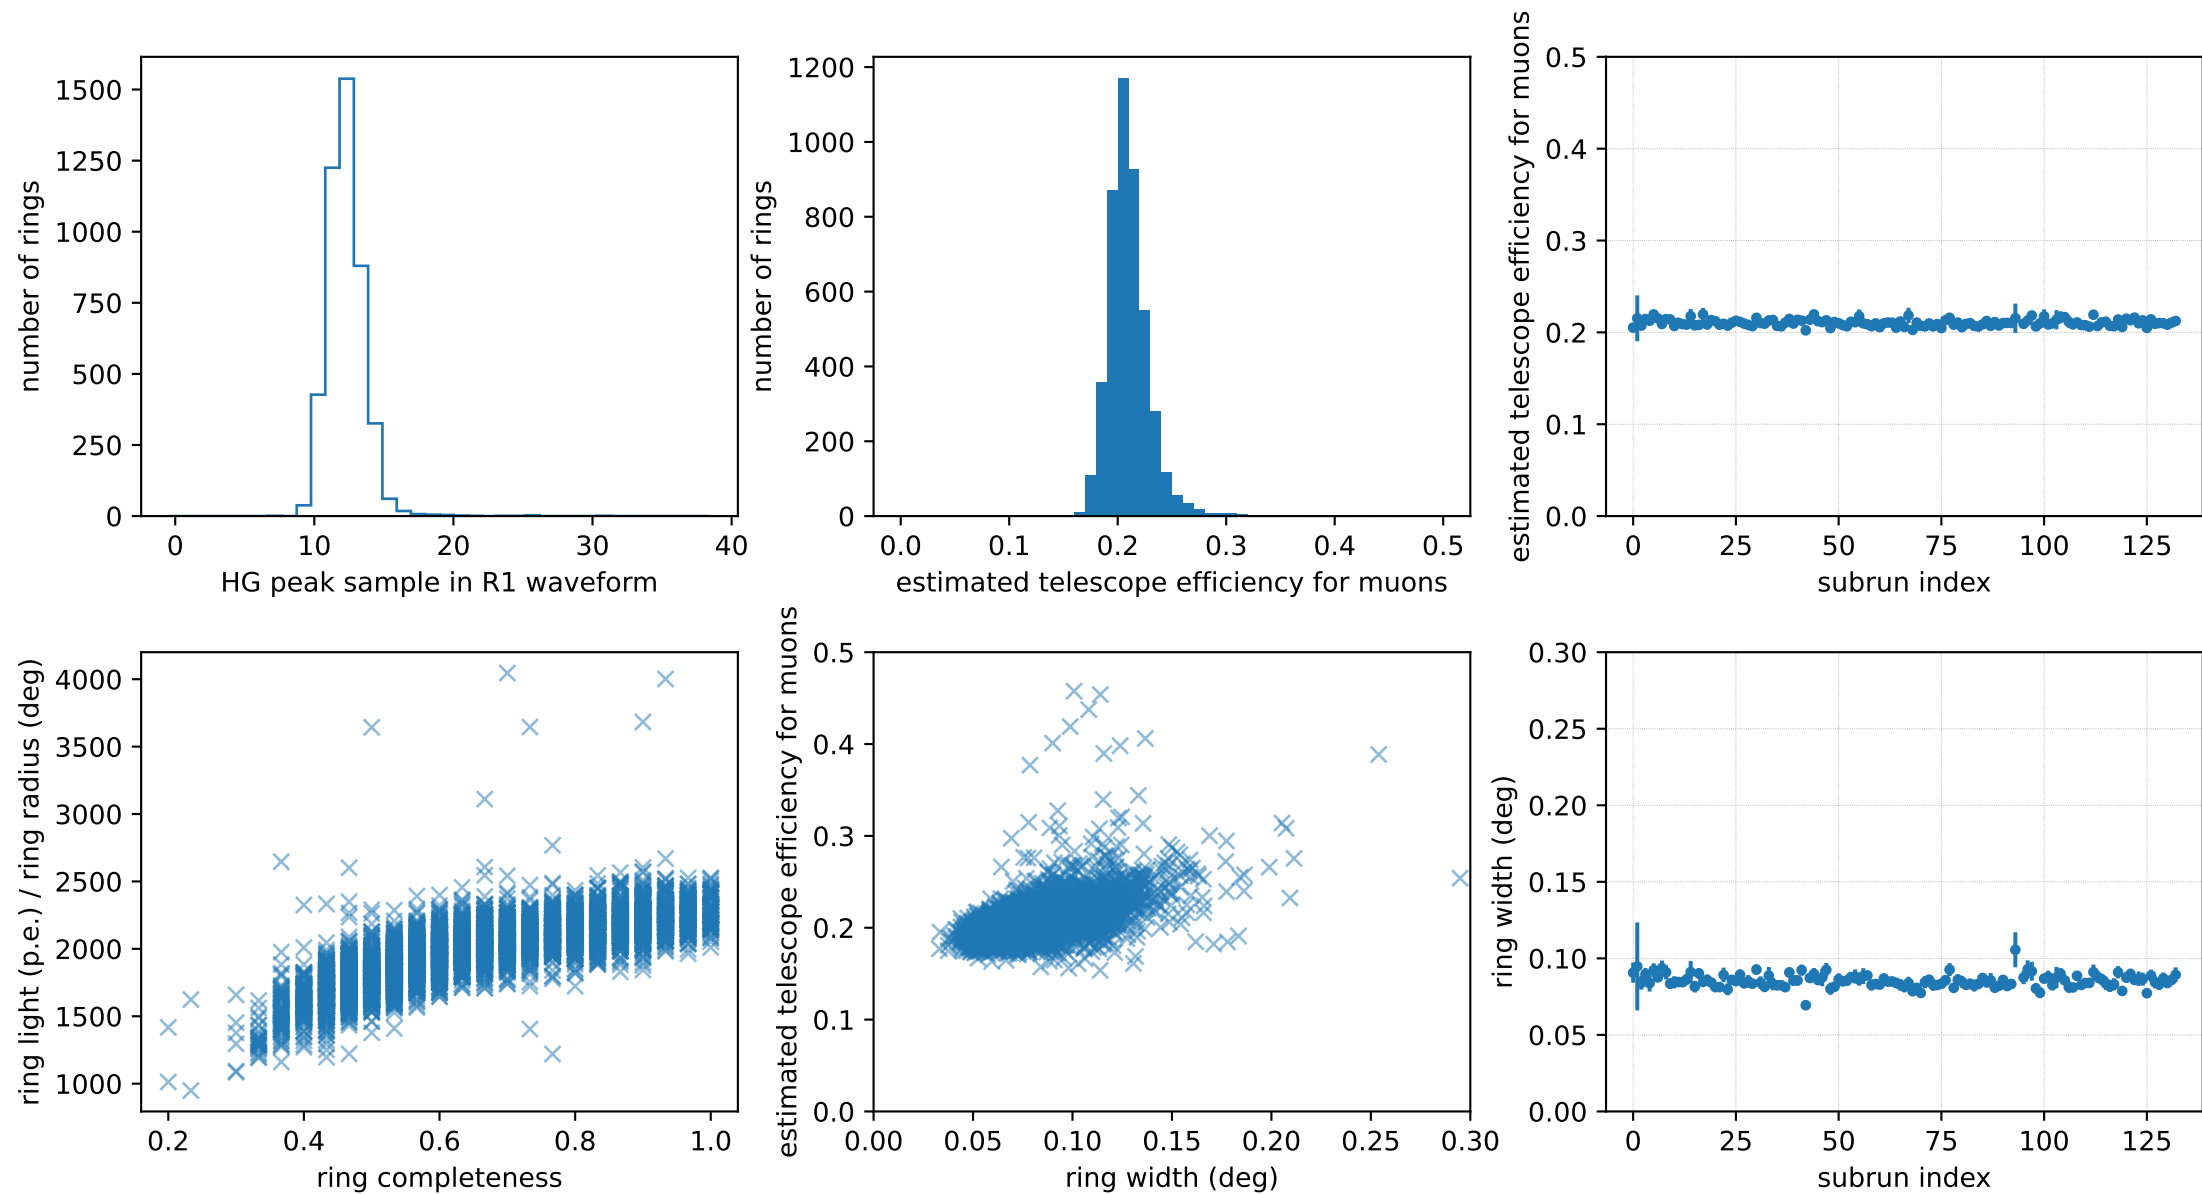 number of rings
1500
1250
1000
750
500
250
0
0 10 20 30 40
HG peak sample in R1 waveform
number of rings
1200
1000
800
600
400
200
0
0.0 0.1 0.2 0.3 0.4 0.5
estimated telescope efficiency for muons
estimated telescope efficiency for muons
0.5
0.4
0.3
0.2
0.1
0.0
0 25 50 75 100 125
subrun index
ring light (p.e.) / ring radius (deg)
4000
3500
3000
2500
2000
1500
1000
0.2 0.4 0.6 0.8 1.0
ring completeness
estimated telescope efficiency for muons
0.5
0.4
0.3
0.2
0.1
0.0
0.00 0.05 0.10 0.15 0.20 0.25 0.30
ring width (deg)
ring width (deg)
0.30
0.25
0.20
0.15
0.10
0.05
0.00
0 25 50 75 100 125
subrun index